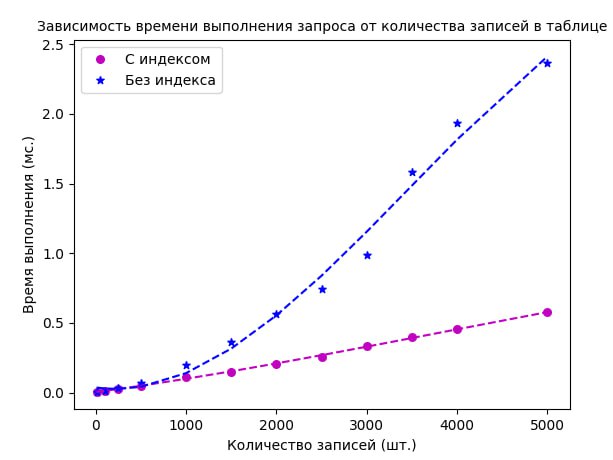 Зависимость времени выполнения запроса от количества записей в таблице
2.5
2.0
1.5
1.0
0.5
0.0
Время выполнения (мс.)
С индексом
Без индекса
0 1000 2000 3000 4000 5000
Количество записей (шт.)